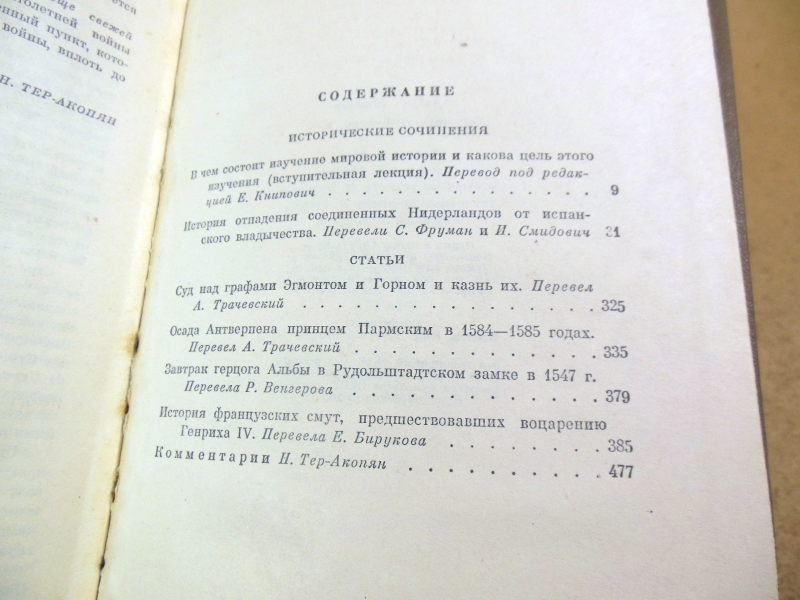 ется
още свежей
столетней войны
енный пункт, кото-
войны, вплоть до
Н. ТЕР-АКОПЯН
СОДЕРЖАНИЕ
ИСТОРИЧЕСКИЕ СОЧИНЕНИЯ
В чем состоит изучение мировой истории и какова цель этого
изучения (вступительная лекция). Перевод под редак-
цией Е. Книпович . . . . . . . . . . . . . . . 9
История отпадения соединенных Нидерландов от испан-
ского владычества. Перевели С. Фруман и И. Смидович 31
СТАТЬИ
Суд над графами Эгмонтом и Горном и казнь их. Перевел
А. Трачевский . . . . . . . . . . . . . . . . 325
Осада Антверпена принцем Пармским в 1584—1585 годах.
Перевел А. Трачевский . . . . . . . . . . . . . 335
Завтрак герцога Альбы в Рудольштадтском замке в 1547 г.
Перевела Р. Венгерова . . . . . . . . . . . . . 379
История французских смут, предшествовавших воцарению
Генриха IV. Перевела Е. Бирукова . . . . . . . . 385
Комментарии Н. Тер-Акопян . . . . . . . . . . 477